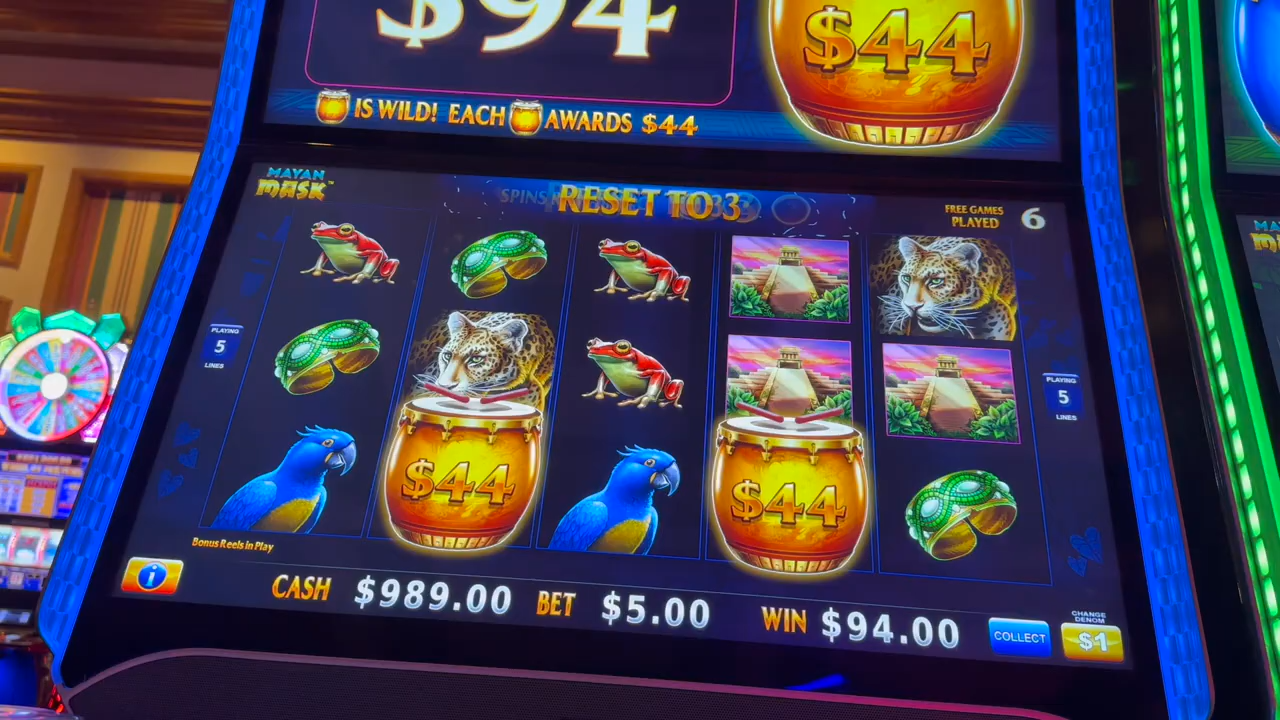 $94
$44
IS WILD! EACH AWARDS $44
MAYAN
MASK™
RESET TO 3
FREE GAMES
PLAYED
6
PLAYING
5
LINES
PLAYING
5
LINES
$44
$44
Bonus Reels in Play
CASH $989.00 BET $5.00 WIN $94.00
COLLECT
CHANGE
DENOM
$1